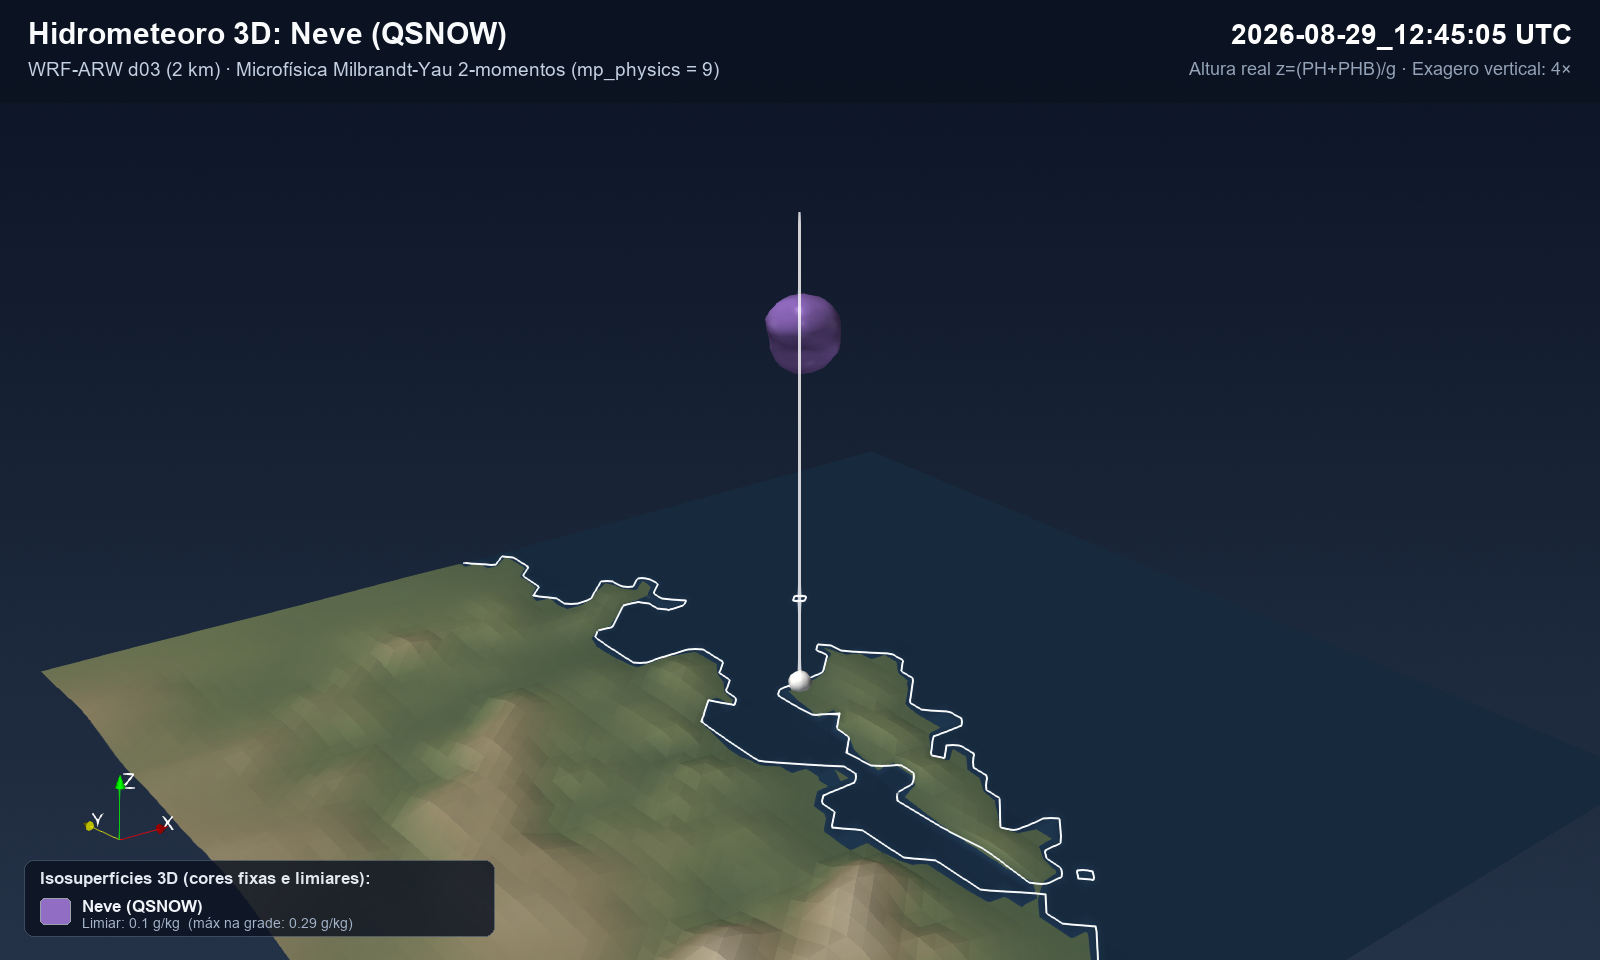 Hidrometeoro 3D: Neve (QSNOW)
WRF-ARW d03 (2 km) · Microfísica Milbrandt-Yau 2-momentos (mp_physics = 9)
2026-08-29_12:45:05 UTC
Altura real z=(PH+PHB)/g · Exagero vertical: 4×
Z
Y
X
Isosuperfícies 3D (cores fixas e limiares):
Neve (QSNOW)
Limiar: 0.1 g/kg (máx na grade: 0.29 g/kg)